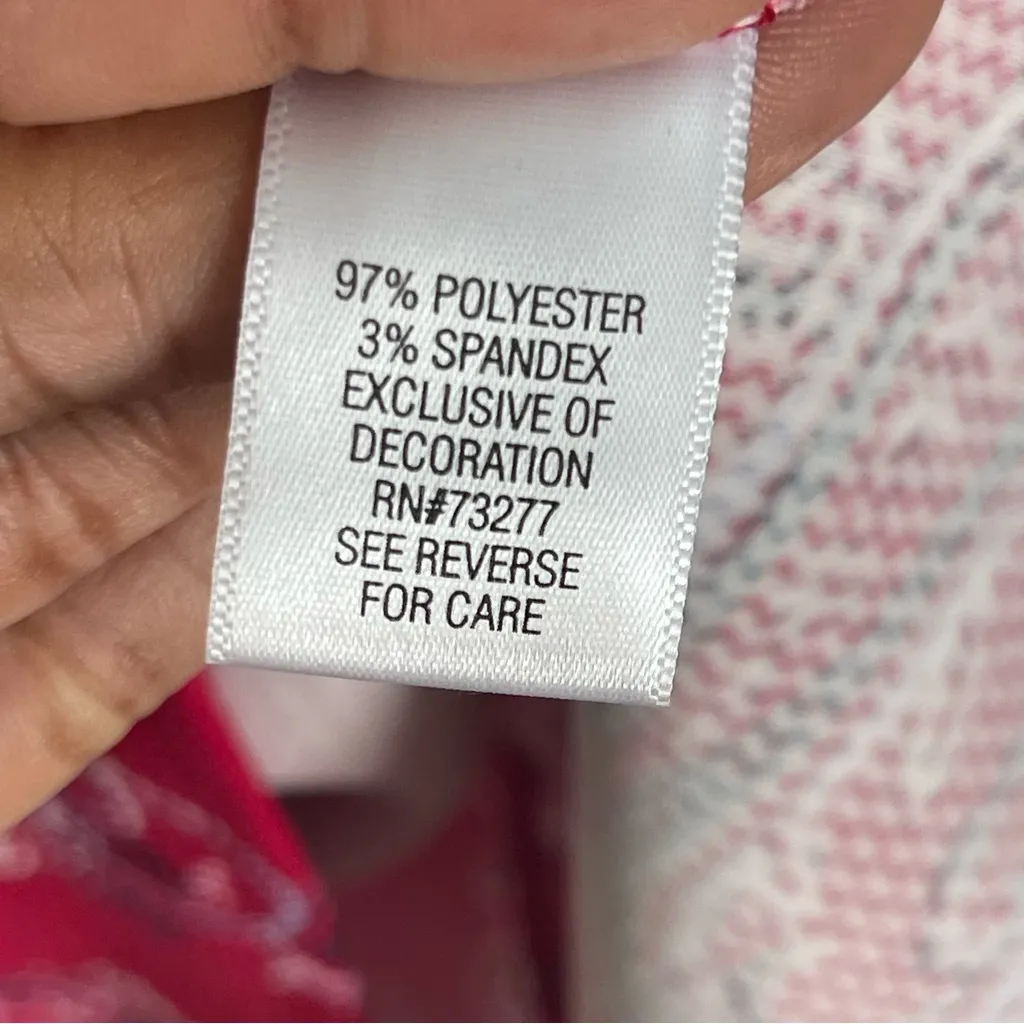 97% POLYESTER
3% SPANDEX
EXCLUSIVE OF
DECORATION
RN#73277
SEE REVERSE
FOR CARE